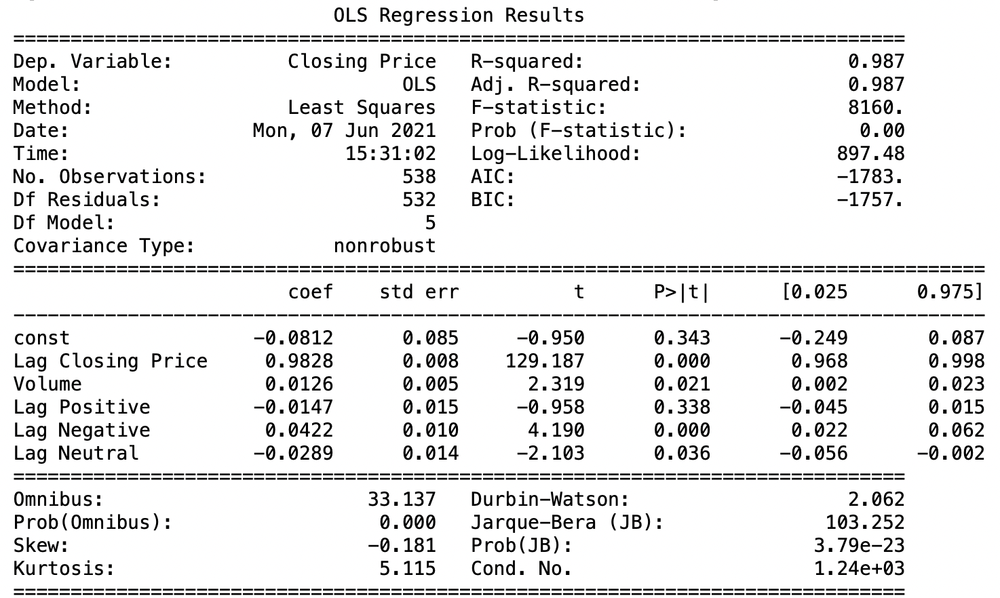 OLS Regression Results
==============================================================================
Dep. Variable: Closing Price R-squared: 0.987
Model: OLS Adj. R-squared: 0.987
Method: Least Squares F-statistic: 8160.
Date: Mon, 07 Jun 2021 Prob (F-statistic): 0.00
Time: 15:31:02 Log-Likelihood: 897.48
No. Observations: 538 AIC: -1783.
Df Residuals: 532 BIC: -1757.
Df Model: 5
Covariance Type: nonrobust
=====================================================================================
coef std err t P>|t| [0.025 0.975]
-------------------------------------------------------------------------------------
const -0.0812 0.085 -0.950 0.343 -0.249 0.087
Lag Closing Price 0.9828 0.008 129.187 0.000 0.968 0.998
Volume 0.0126 0.005 2.319 0.021 0.002 0.023
Lag Positive -0.0147 0.015 -0.958 0.338 -0.045 0.015
Lag Negative 0.0422 0.010 4.190 0.000 0.022 0.062
Lag Neutral -0.0289 0.014 -2.103 0.036 -0.056 -0.002
==============================================================================
Omnibus: 33.137 Durbin-Watson: 2.062
Prob(Omnibus): 0.000 Jarque-Bera (JB): 103.252
Skew: -0.181 Prob(JB): 3.79e-23
Kurtosis: 5.115 Cond. No. 1.24e+03
==============================================================================